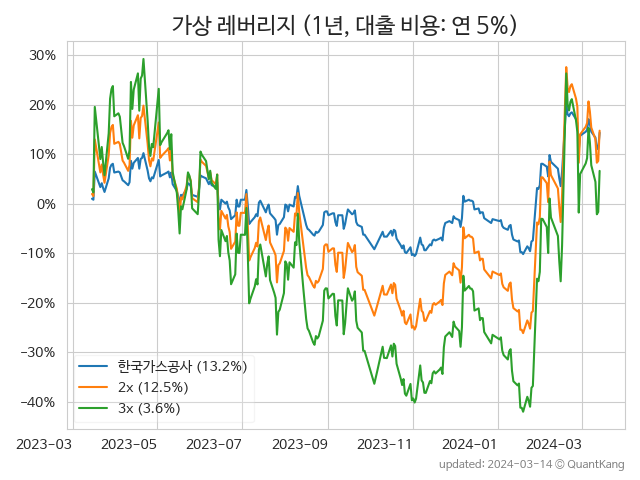 가상 레버리지 (1년, 대출 비용: 연 5%)
30%
20%
10%
0%
−10%
−20%
−30%
−40%
한국가스공사 (13.2%)
2x (12.5%)
3x (3.6%)
2023-03 2023-05 2023-07 2023-09 2023-11 2024-01 2024-03
updated: 2024-03-14 © QuantKang